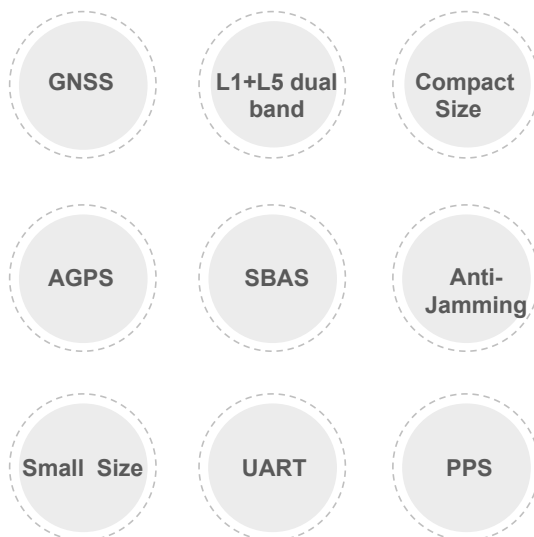 GNSS
L1+L5 dual
band
Compact
Size
AGPS
SBAS
Anti-
Jamming
Small  Size
UART
PPS